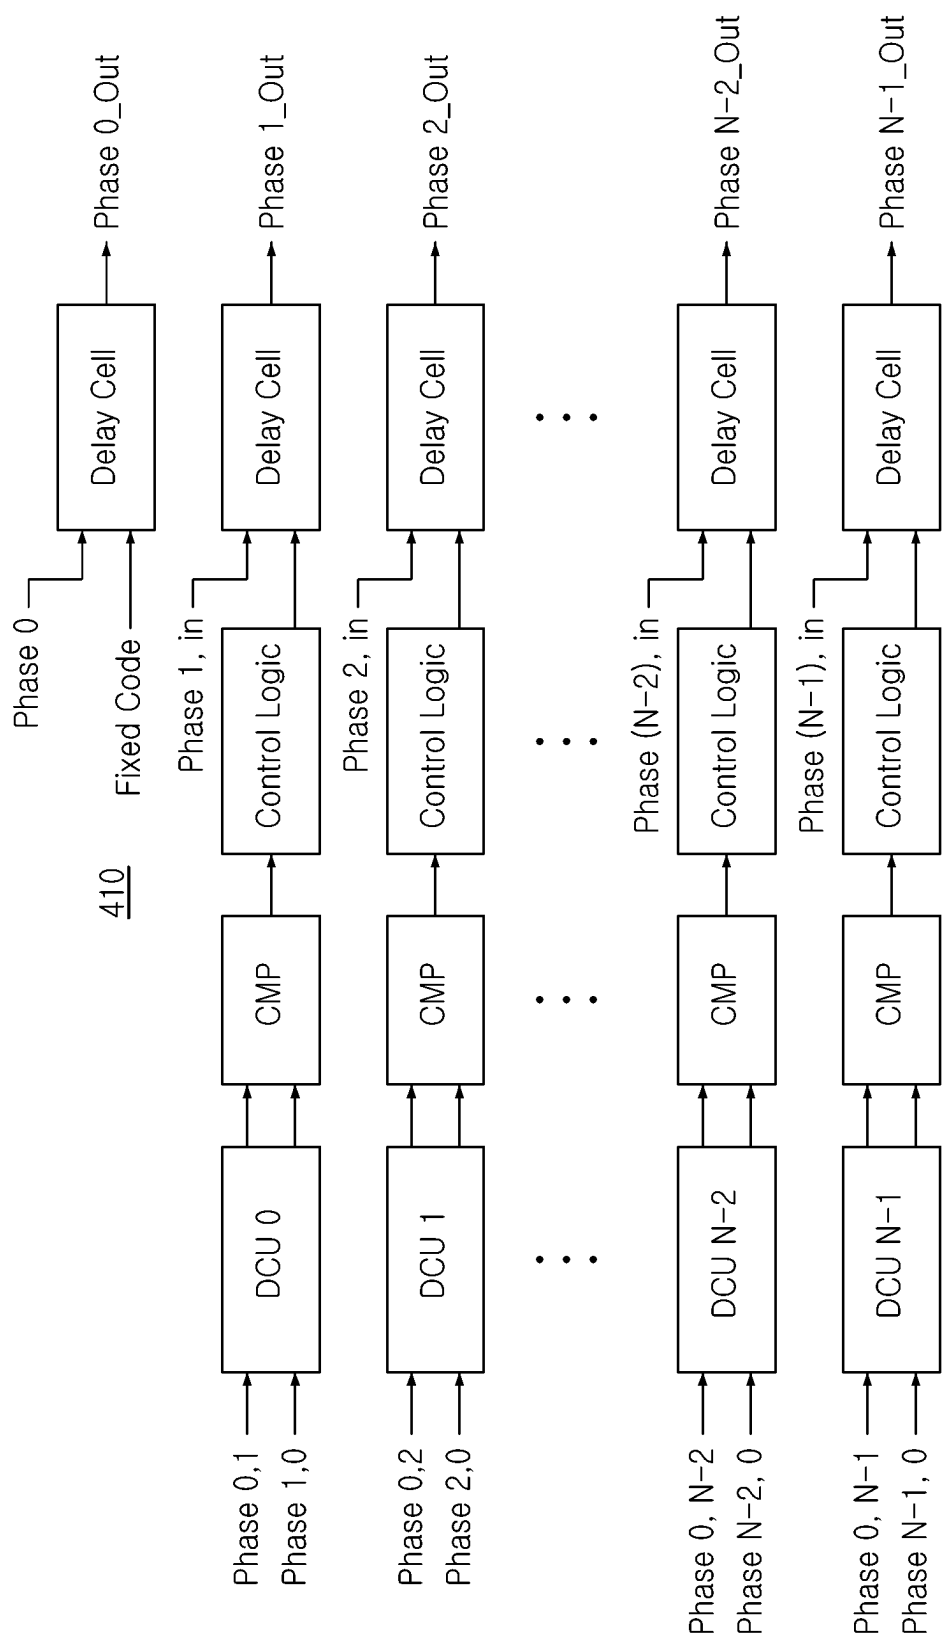 410
Phase 0
Fixed Code
Delay Cell
Phase 0_Out
Phase 0,1
Phase 1,0
DCU 0
CMP
Control Logic
Phase 1, in
Delay Cell
Phase 1_Out
Phase 0,2
Phase 2,0
DCU 1
CMP
Control Logic
Phase 2, in
Delay Cell
Phase 2_Out
Phase 0, N-2
Phase N-2, 0
DCU N-2
CMP
Control Logic
Phase (N-2), in
Delay Cell
Phase N-2_Out
Phase 0, N-1
Phase N-1, 0
DCU N-1
CMP
Control Logic
Phase (N-1), in
Delay Cell
Phase N-1_Out